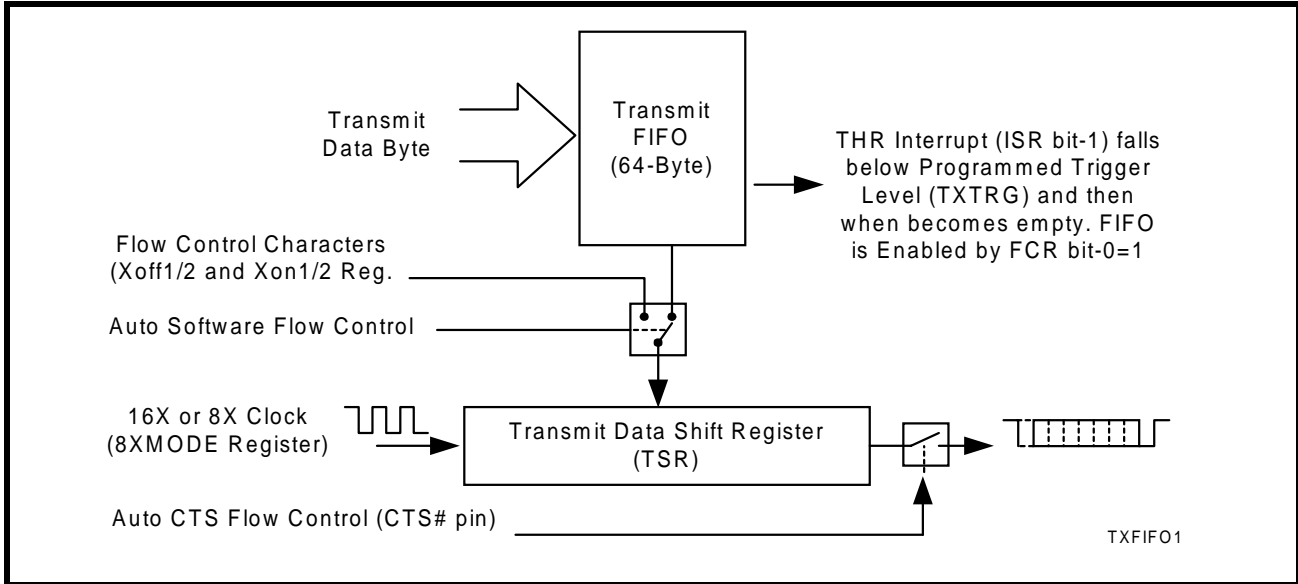 Transmit
Data Byte
Transmit
FIFO
(64-Byte)
THR Interrupt (ISR bit-1) falls
below Programmed Trigger
Level (TXTRG) and then
when becomes empty. FIFO
is Enabled by FCR bit-0=1
Flow Control Characters
(Xoff1/2 and Xon1/2 Reg.
Auto Software Flow Control
16X or 8X Clock
(8XMODE Register)
Transmit Data Shift Register
(TSR)
Auto CTS Flow Control (CTS# pin)
TXFIFO1